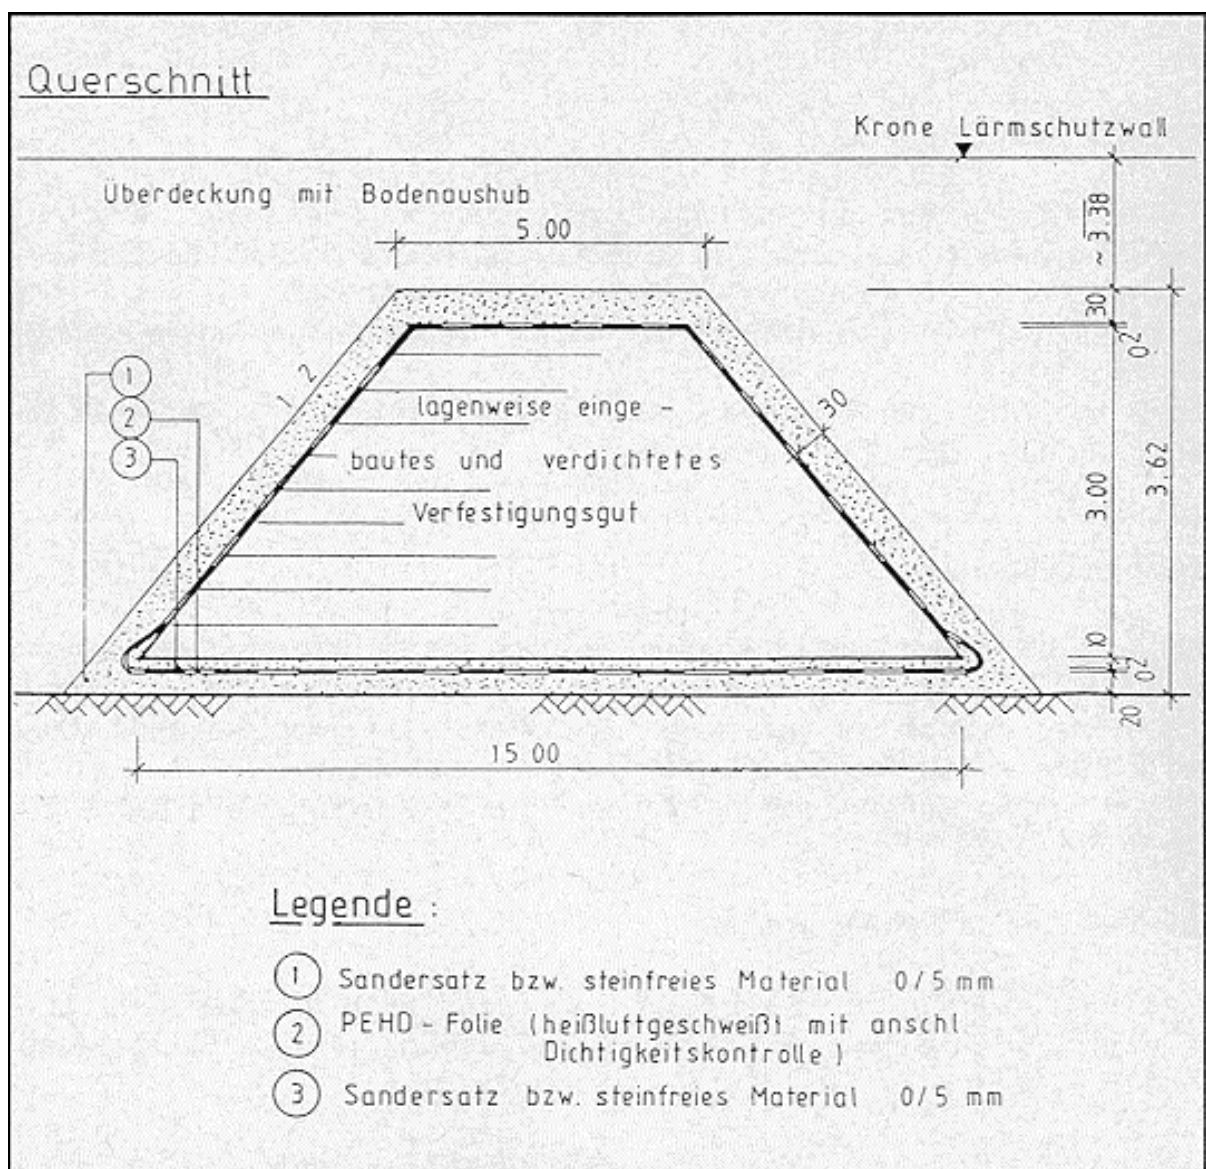 Querschnitt
Krone Lärmschutzwall
Überdeckung mit Bodenaushub
5.00
~ 3.38
30
0²
1 2
1
2
3
30
lagenweise einge -
bautes und verdichtetes
Verfestigungsgut
3.00
3.62
10
0²
20
15.00
Legende :
1 Sandersatz bzw. steinfreies Material 0/5 mm
2 PEHD - Folie (heißluftgeschweißt mit anschl.
Dichtigkeitskontrolle)
3 Sandersatz bzw. steinfreies Material 0/5 mm